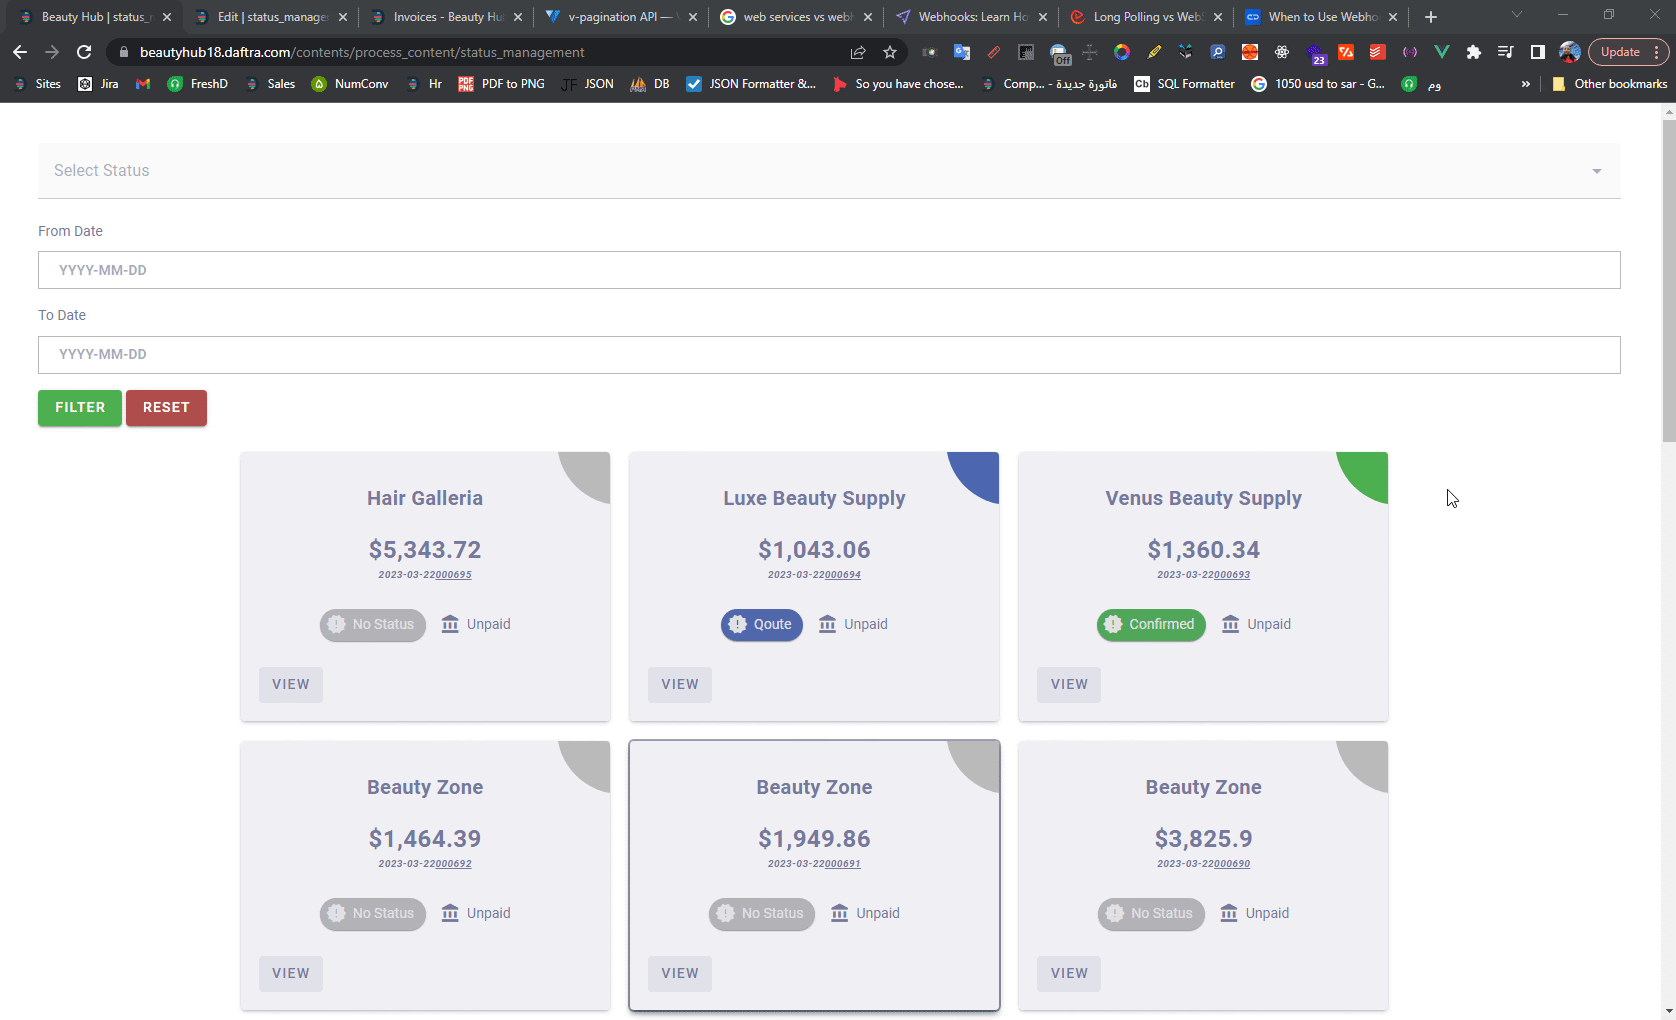 Beauty Hub | status_
Edit | status_manage
Invoices - Beauty Hu
v-pagination API —
web services vs webh
Webhooks: Learn Ho
Long Polling vs Web
When to Use Webho
beautyhub18.daftra.com/contents/process_content/status_management
Off
23
Update
Sites
Jira
FreshD
Sales
NumConv
Hr
PDF to PNG
JF JSON
DB
JSON Formatter &...
So you have chose...
فاتورة جديدة - Comp...
Cb SQL Formatter
1050 usd to sar - G...
وم
»
Other bookmarks
Select Status
From Date
YYYY-MM-DD
To Date
YYYY-MM-DD
FILTER
RESET
Hair Galleria
$5,343.72
2023-03-22000695
No Status
Unpaid
VIEW
Luxe Beauty Supply
$1,043.06
2023-03-22000694
Qoute
Unpaid
VIEW
Venus Beauty Supply
$1,360.34
2023-03-22000693
Confirmed
Unpaid
VIEW
Beauty Zone
$1,464.39
2023-03-22000692
No Status
Unpaid
VIEW
Beauty Zone
$1,949.86
2023-03-22000691
No Status
Unpaid
VIEW
Beauty Zone
$3,825.9
2023-03-22000690
No Status
Unpaid
VIEW